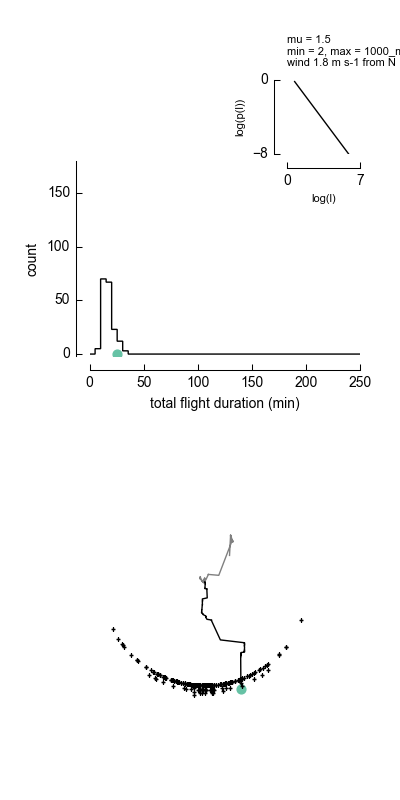 mu = 1.5
min = 2, max = 1000_m
wind 1.8 m s-1 from N
log(p(l))
0
−8
0 7
log(l)
count
150
100
50
0
0 50 100 150 200 250
total flight duration (min)